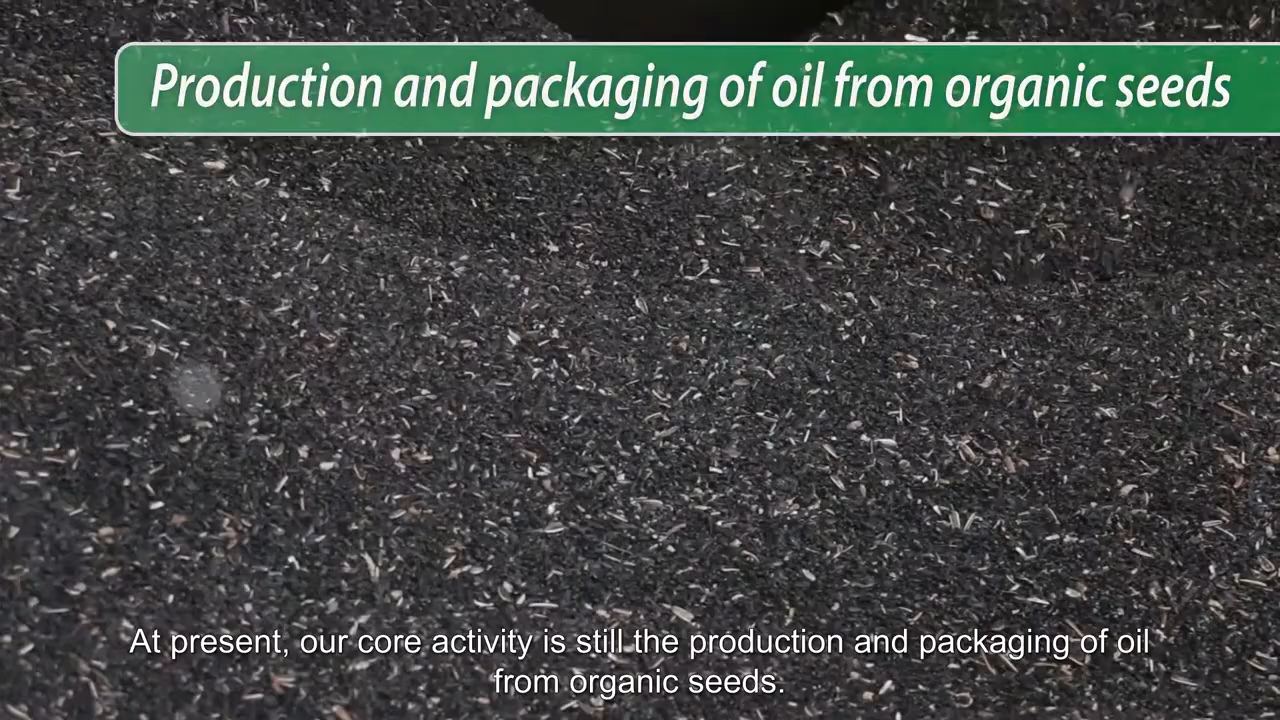 Production and packaging of oil from organic seeds
At present, our core activity is still the production and packaging of oil
from organic seeds.